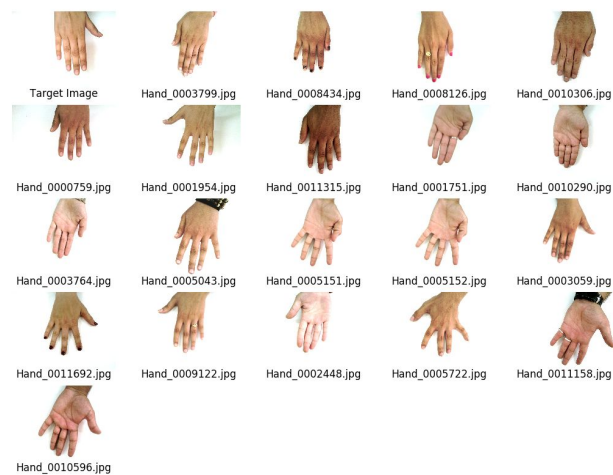 Target Image
Hand_0003799.jpg
Hand_0008434.jpg
Hand_0008126.jpg
Hand_0010306.jpg
Hand_0000759.jpg
Hand_0001954.jpg
Hand_0011315.jpg
Hand_0001751.jpg
Hand_0010290.jpg
Hand_0003764.jpg
Hand_0005043.jpg
Hand_0005151.jpg
Hand_0005152.jpg
Hand_0003059.jpg
Hand_0011692.jpg
Hand_0009122.jpg
Hand_0002448.jpg
Hand_0005722.jpg
Hand_0011158.jpg
Hand_0010596.jpg